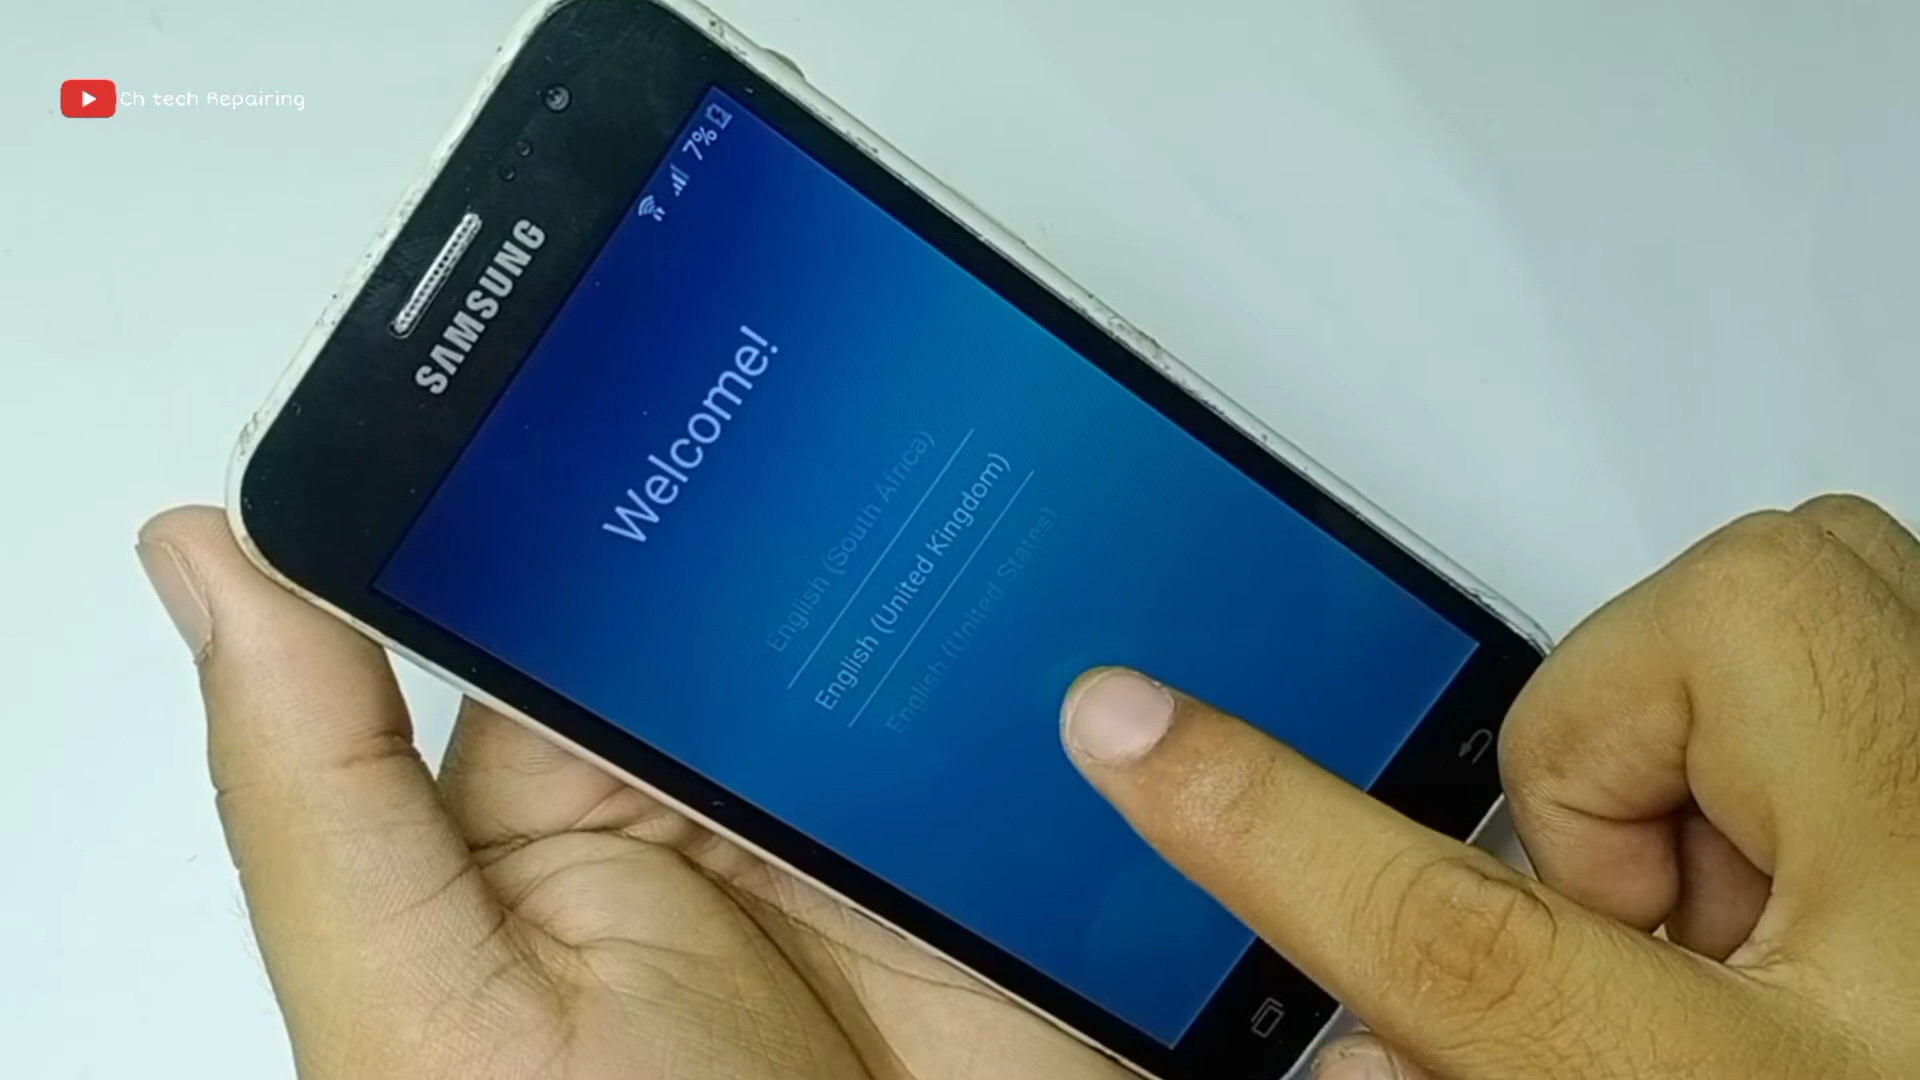 Ch tech Repairing
SAMSUNG
7%
Welcome!
English (South Africa)
English (United Kingdom)
English (United States)